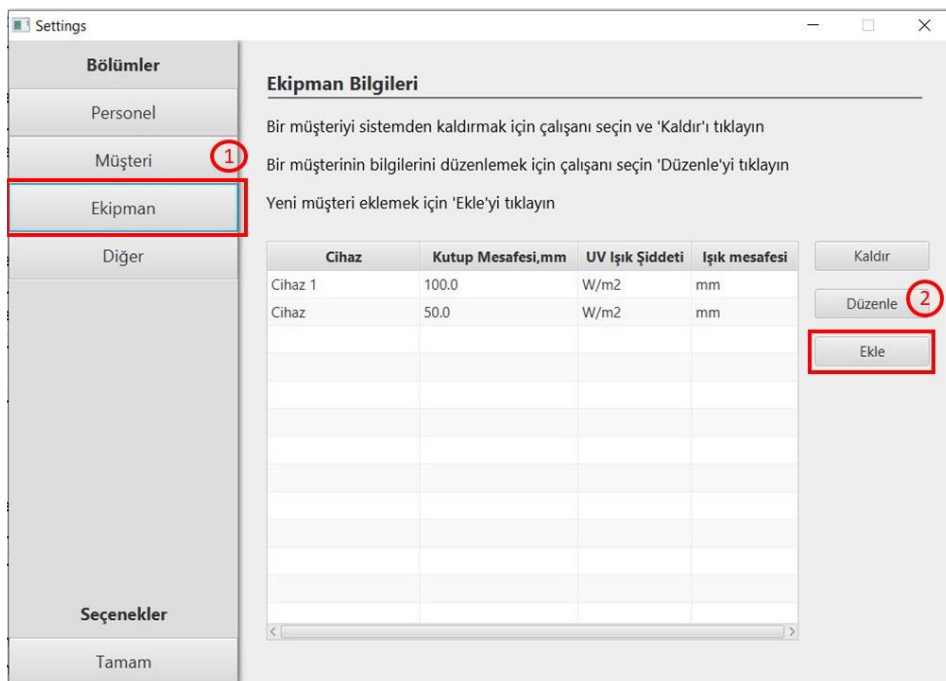 Settings
Bölümler
Personel
Müşteri
1
Ekipman
Diğer
Seçenekler
Tamam
Ekipman Bilgileri
Bir müşteriyi sistemden kaldırmak için çalışanı seçin ve 'Kaldır'ı tıklayın
Bir müşterinin bilgilerini düzenlemek için çalışanı seçin 'Düzenle'yi tıklayın
Yeni müşteri eklemek için 'Ekle'yi tıklayın
Cihaz Kutup Mesafesi,mm UV Işık Şiddeti Işık mesafesi
Cihaz 1 100.0 W/m2 mm
Cihaz 50.0 W/m2 mm
Kaldır
Düzenle
2
Ekle